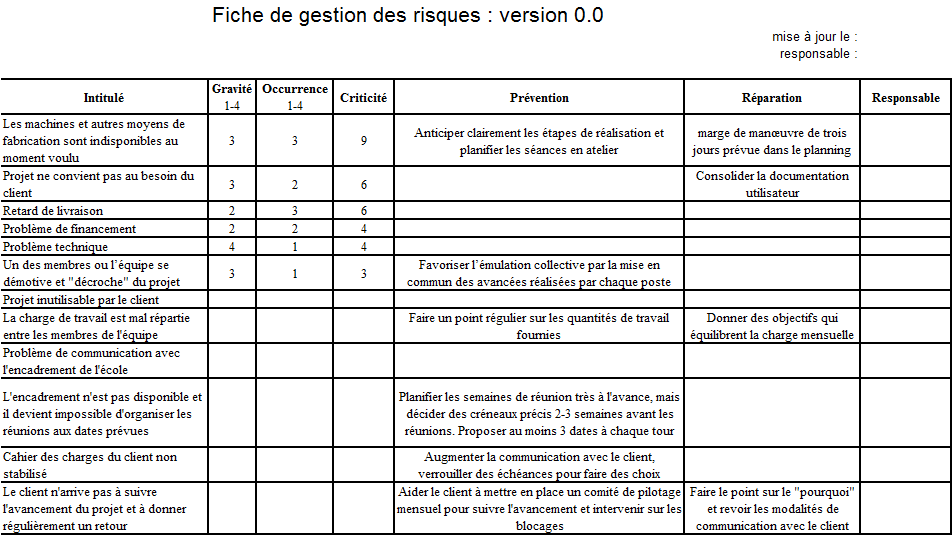 Fiche de gestion des risques : version 0.0
mise à jour le :
responsable :
Intitulé
Gravité
1-4
Occurrence
1-4
Criticité
Prévention
Réparation
Responsable
Les machines et autres moyens de
fabrication sont indisponibles au
moment voulu
3
3
9
Anticiper clairement les étapes de réalisation et
planifier les séances en atelier
marge de manœuvre de trois
jours prévue dans le planning
Projet ne convient pas au besoin du
client
3
2
6
Consolider la documentation
utilisateur
Retard de livraison
2
3
6
Problème de financement
2
2
4
Problème technique
4
1
4
Un des membres ou l'équipe se
démotive et "décroche" du projet
3
1
3
Favoriser l'émulation collective par la mise en
commun des avancées réalisées par chaque poste
Projet inutilisable par le client
La charge de travail est mal répartie
entre les membres de l'équipe
Faire un point régulier sur les quantités de travail
fournies
Donner des objectifs qui
équilibrent la charge mensuelle
Problème de communication avec
l'encadrement de l'école
L'encadrement n'est pas disponible et
il devient impossible d'organiser les
réunions aux dates prévues
Planifier les semaines de réunion très à l'avance, mais
décider des créneaux précis 2-3 semaines avant les
réunions. Proposer au moins 3 dates à chaque tour
Cahier des charges du client non
stabilisé
Augmenter la communication avec le client,
verrouiller des échéances pour faire des choix
Le client n'arrive pas à suivre
l'avancement du projet et à donner
régulièrement un retour
Aider le client à mettre en place un comité de pilotage
mensuel pour suivre l'avancement et intervenir sur les
blocages
Faire le point sur le "pourquoi"
et revoir les modalités de
communication avec le client